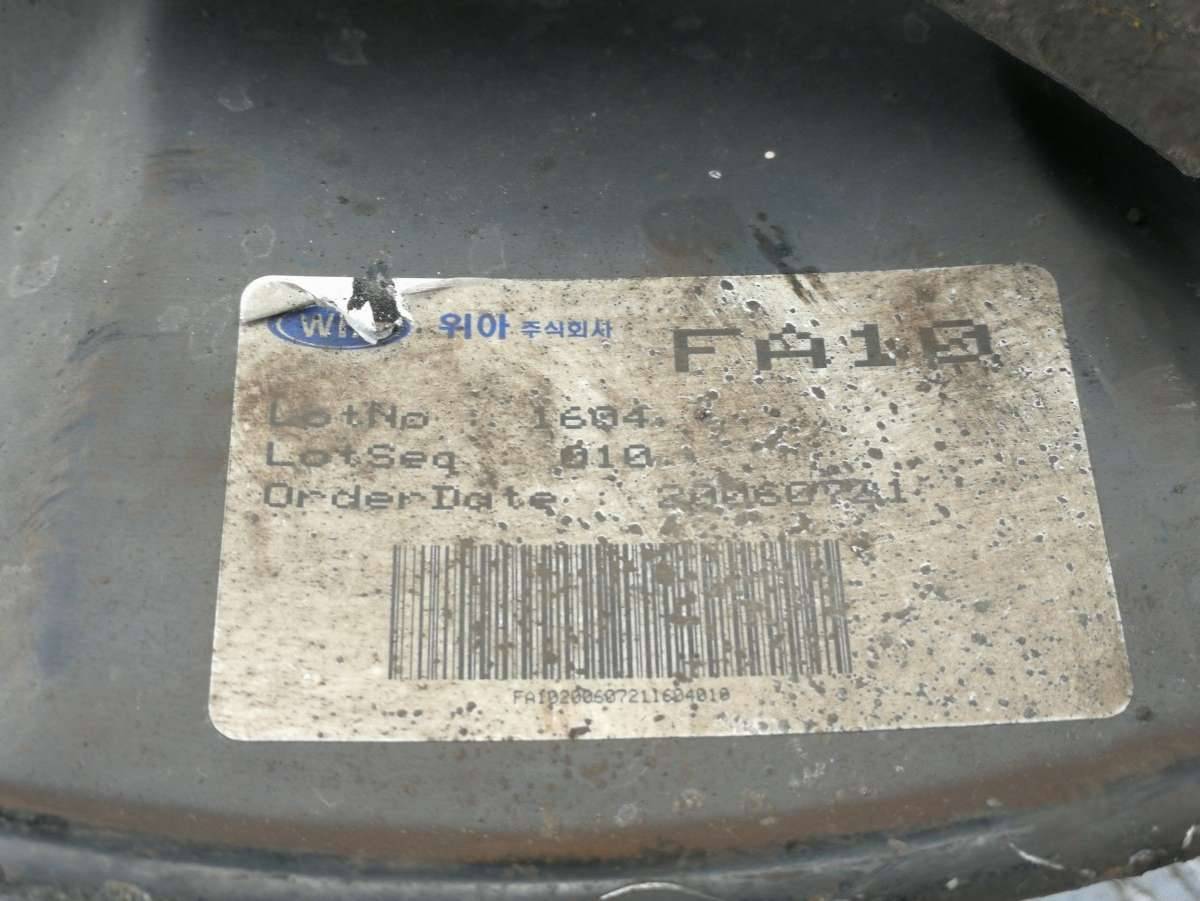 위아 주식회사
FA10
LotNo : 1604
LotSeq : 010
OrderDate : 20060721
FA10200607211604010